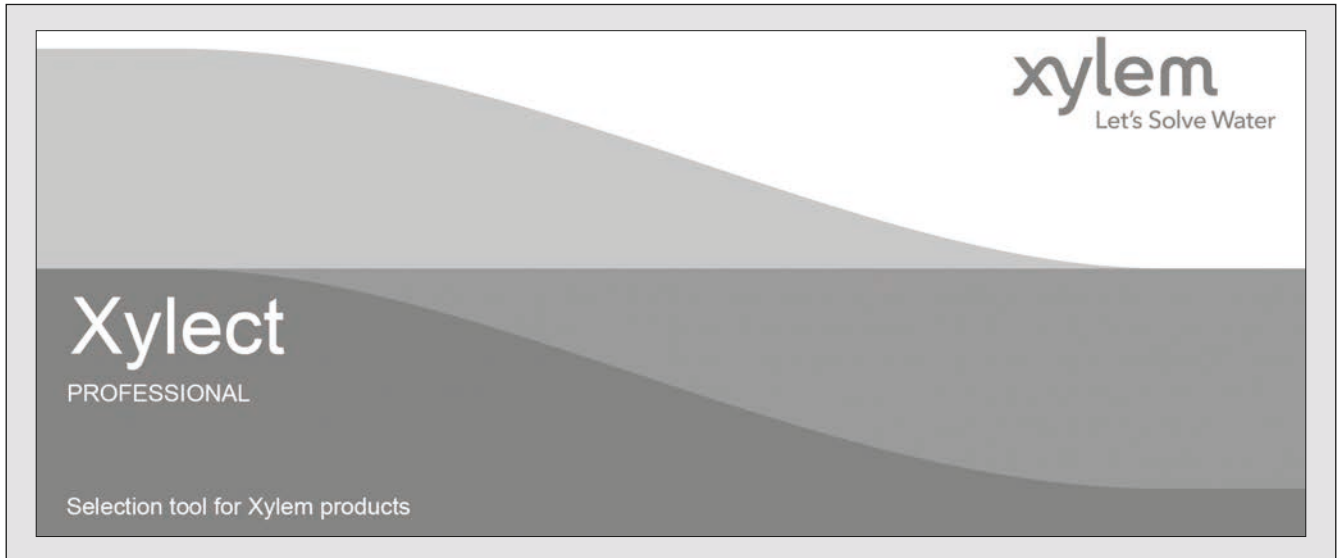 xylem
Let's Solve Water
Xylect
PROFESSIONAL
Selection tool for Xylem products